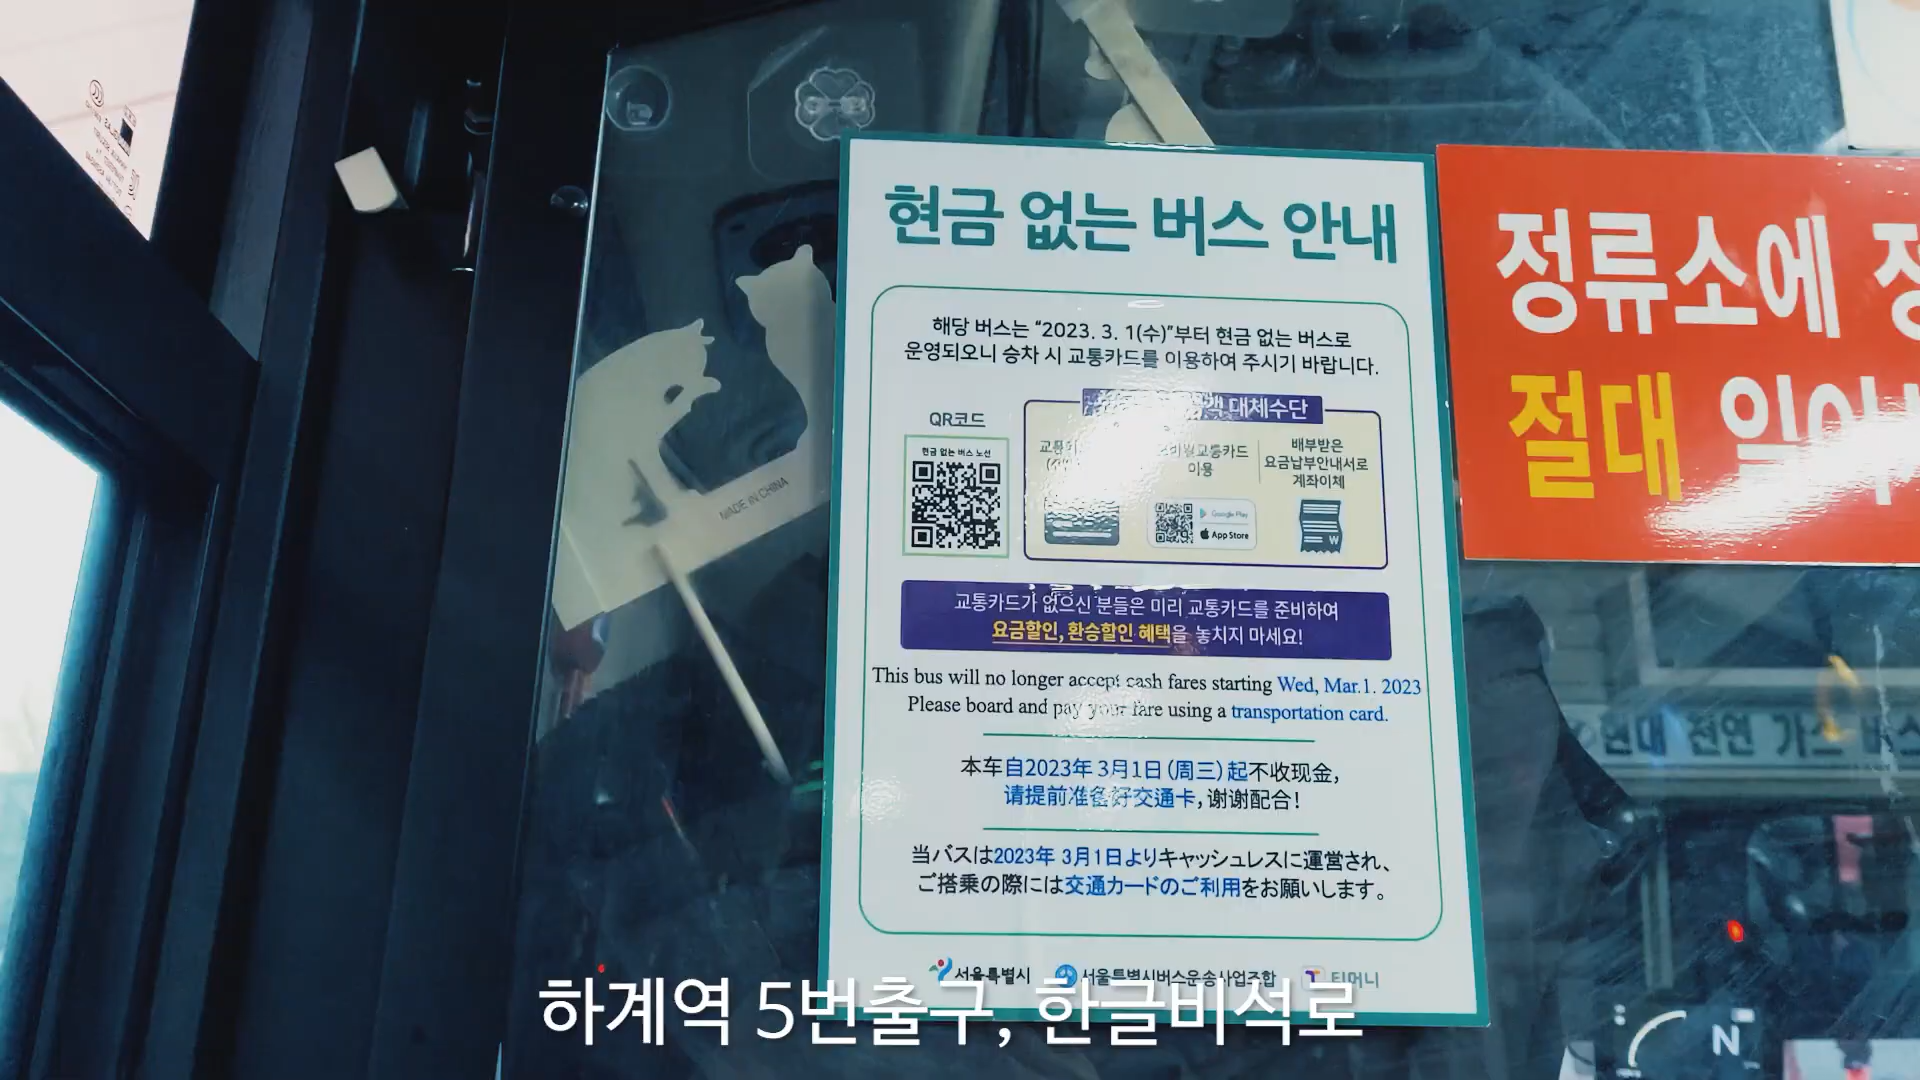 현금 없는 버스 안내
해당 버스는 “2023. 3. 1(수)”부터 현금 없는 버스로
운영되오니 승차 시 교통카드를 이용하여 주시기 바랍니다.
QR코드
현금 없는 버스 노선
대체수단
이용
배부받은
요금납부안내서로
계좌이체
Google Play
App Store
W
교통카드가 없으신 분들은 미리 교통카드를 준비하여
요금할인, 환승할인 혜택을 놓치지 마세요!
This bus will no longer accept cash fares starting Wed, Mar.1. 2023
Please board and pay your fare using a transportation card.
本车自2023年 3月1日(周三)起不收现金,
请提前准备好交通卡, 谢谢配合!
当バスは2023年 3月1日よりキャッシュレスに運営され、
ご搭乗の際には交通カードのご利用をお願いします。
서울특별시
서울특별시버스운송사업조합
티머니
MADE IN CHINA
정류소에
절대
현대 천연 가스 버스
N
하계역 5번출구, 한글비석로